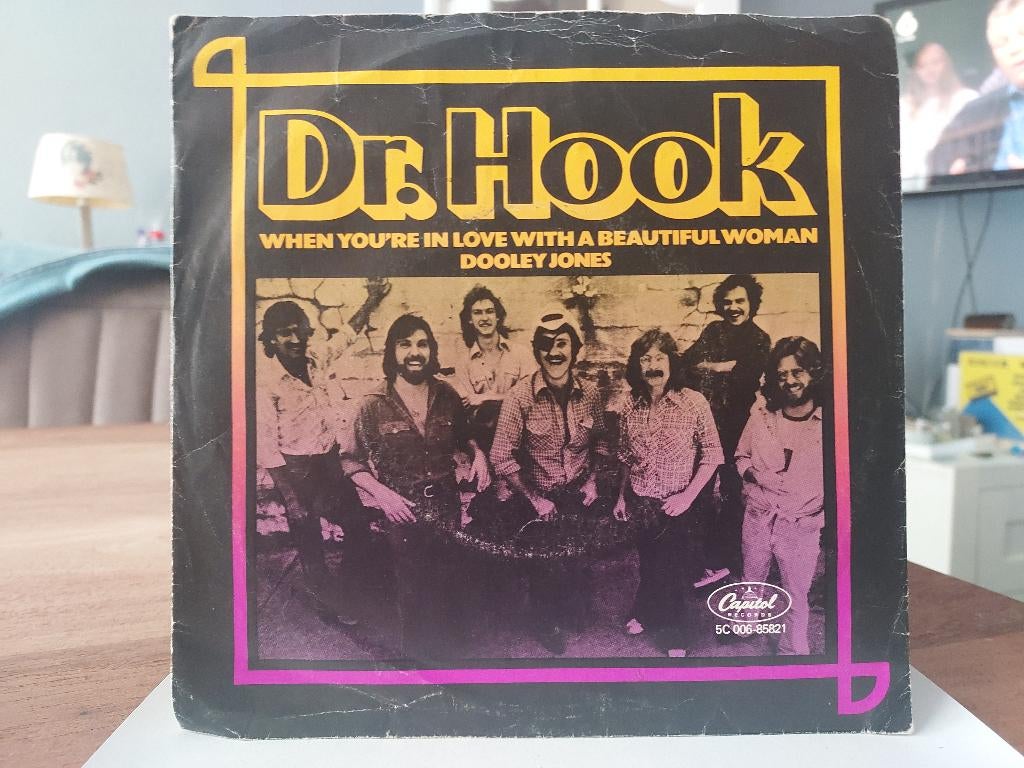 Dr. Hook
WHEN YOU'RE IN LOVE WITH A BEAUTIFUL WOMAN
DOOLEY JONES
Capitol
RECORDS
5C 006-85821